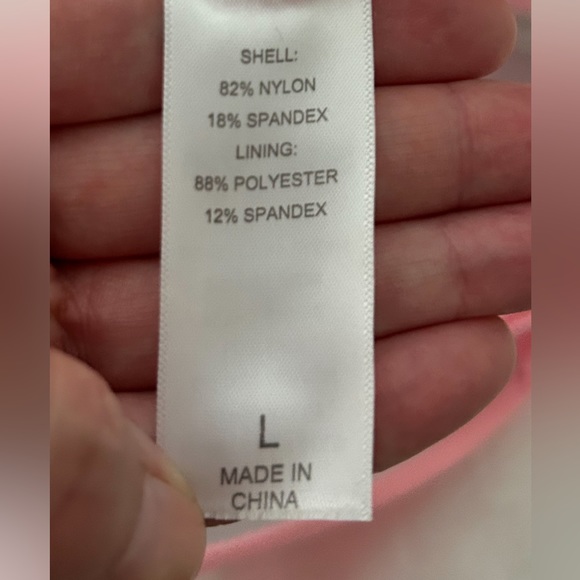 SHELL:
82% NYLON
18% SPANDEX
LINING:
88% POLYESTER
12% SPANDEX
L
MADE IN
CHINA